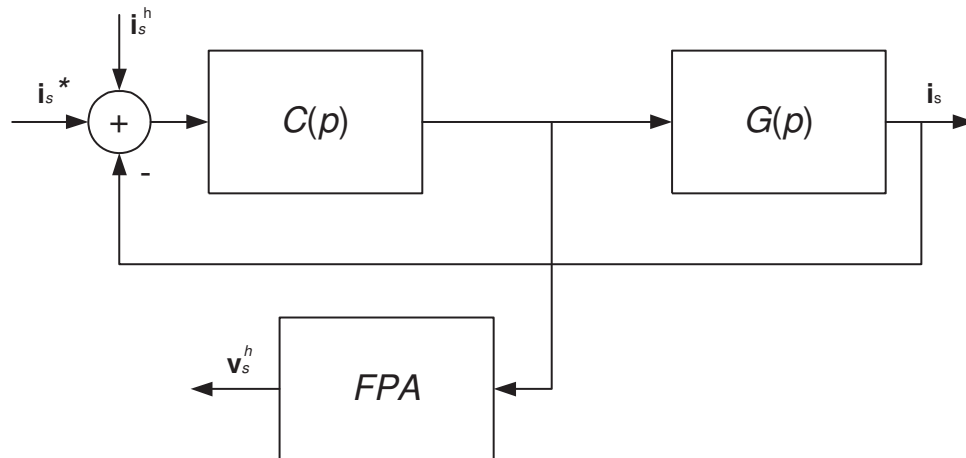 i_s^h
i_s*
+
-
C(p)
G(p)
i_s
v_s^h
FPA